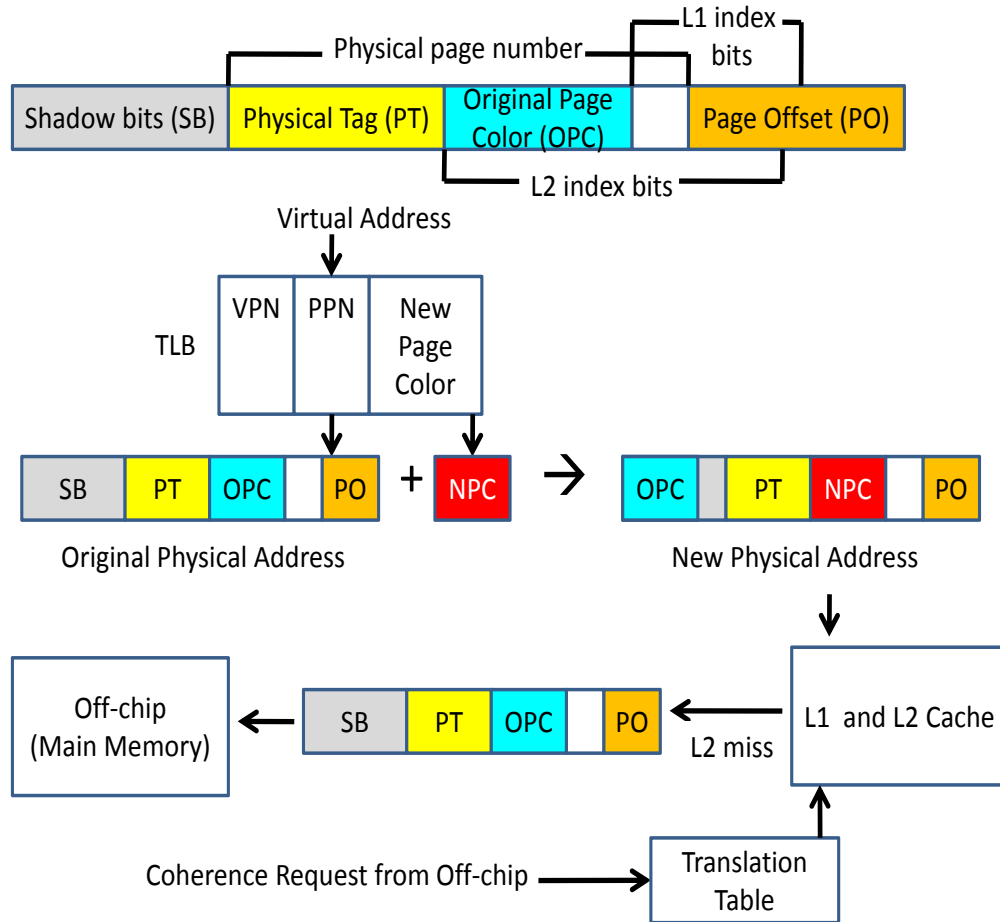 L1 index
bits
Physical page number
Shadow bits (SB)
Physical Tag (PT)
Original Page
Color (OPC)
Page Offset (PO)
L2 index bits
Virtual Address
TLB
VPN
PPN
New
Page
Color
SB
PT
OPC
PO
+
NPC
OPC
PT
NPC
PO
Original Physical Address
New Physical Address
Off-chip
(Main Memory)
SB
PT
OPC
PO
L2 miss
L1 and L2 Cache
Coherence Request from Off-chip
Translation
Table